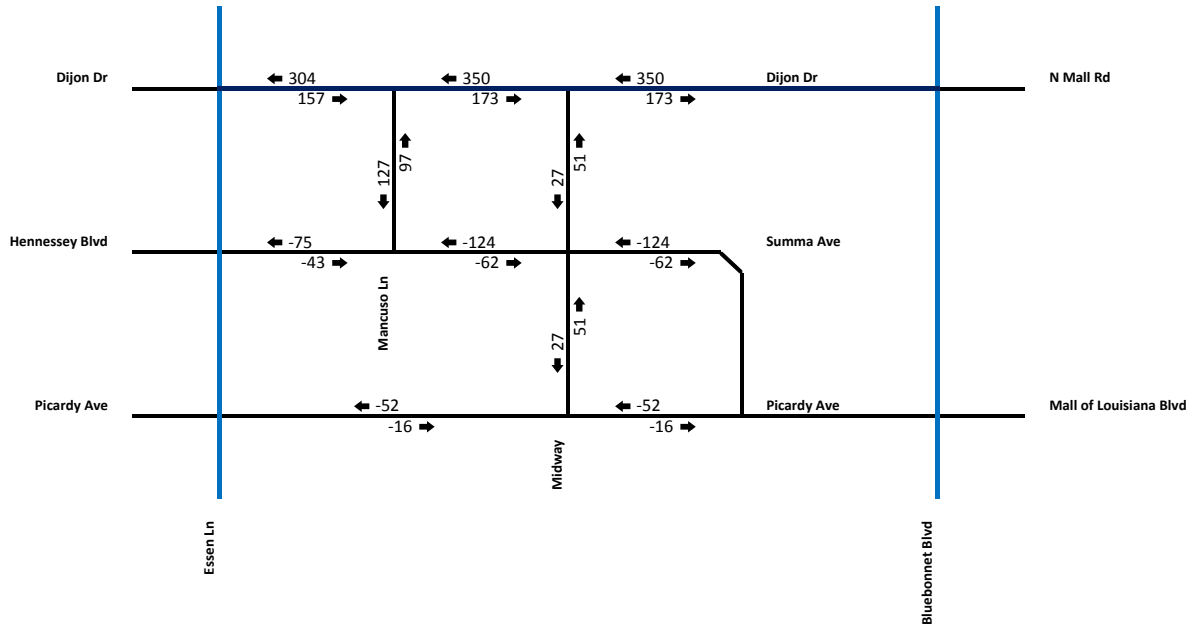 304 350 350
Dijon Dr Dijon Dr N Mall Rd
157 173 173
127 97 27 51
-75 -124 -124
Hennessey Blvd Summa Ave
-43 -62 -62
Mancuso Ln
27 51
-52 -52
Picardy Ave Picardy Ave Mall of Louisiana Blvd
-16 -16
Midway
Essen Ln
Bluebonnet Blvd